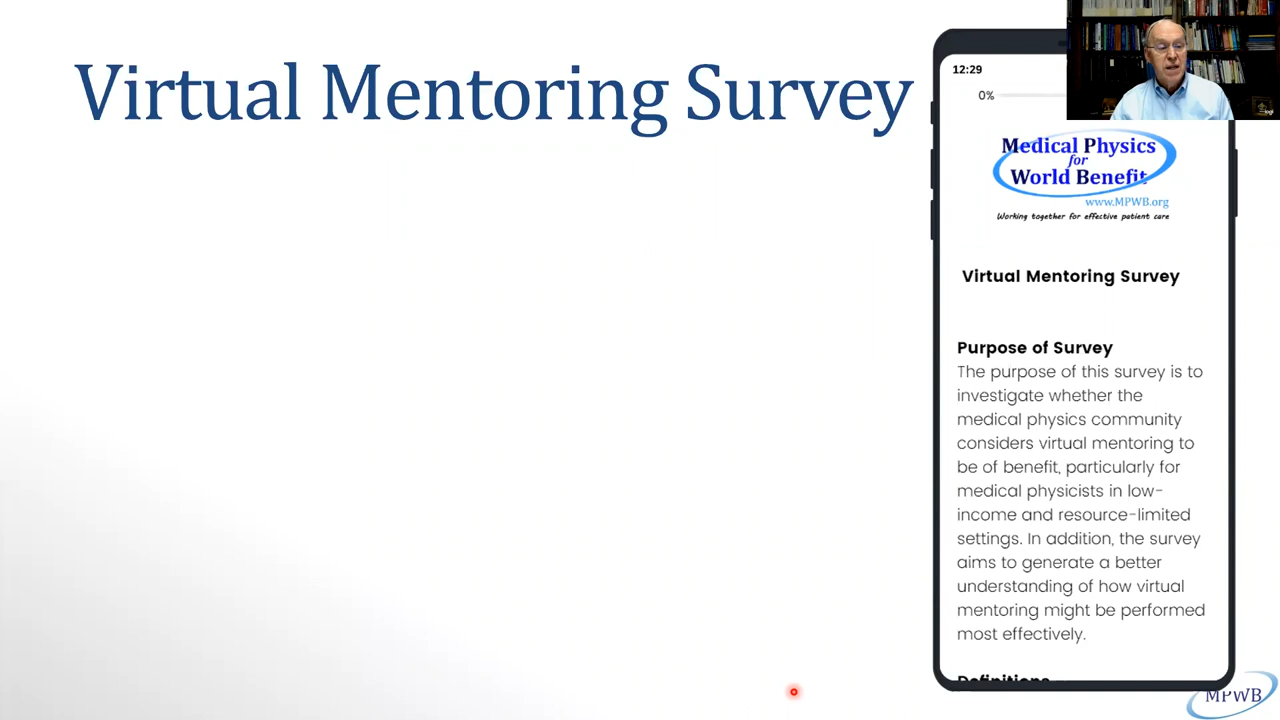 Virtual Mentoring Survey
12:29
0%
Medical Physics
for
World Benefit
www.MPWB.org
Working together for effective patient care
Virtual Mentoring Survey
Purpose of Survey
The purpose of this survey is to
investigate whether the
medical physics community
considers virtual mentoring to
be of benefit, particularly for
medical physicists in low-
income and resource-limited
settings. In addition, the survey
aims to generate a better
understanding of how virtual
mentoring might be performed
most effectively.
Definitions
MPWB